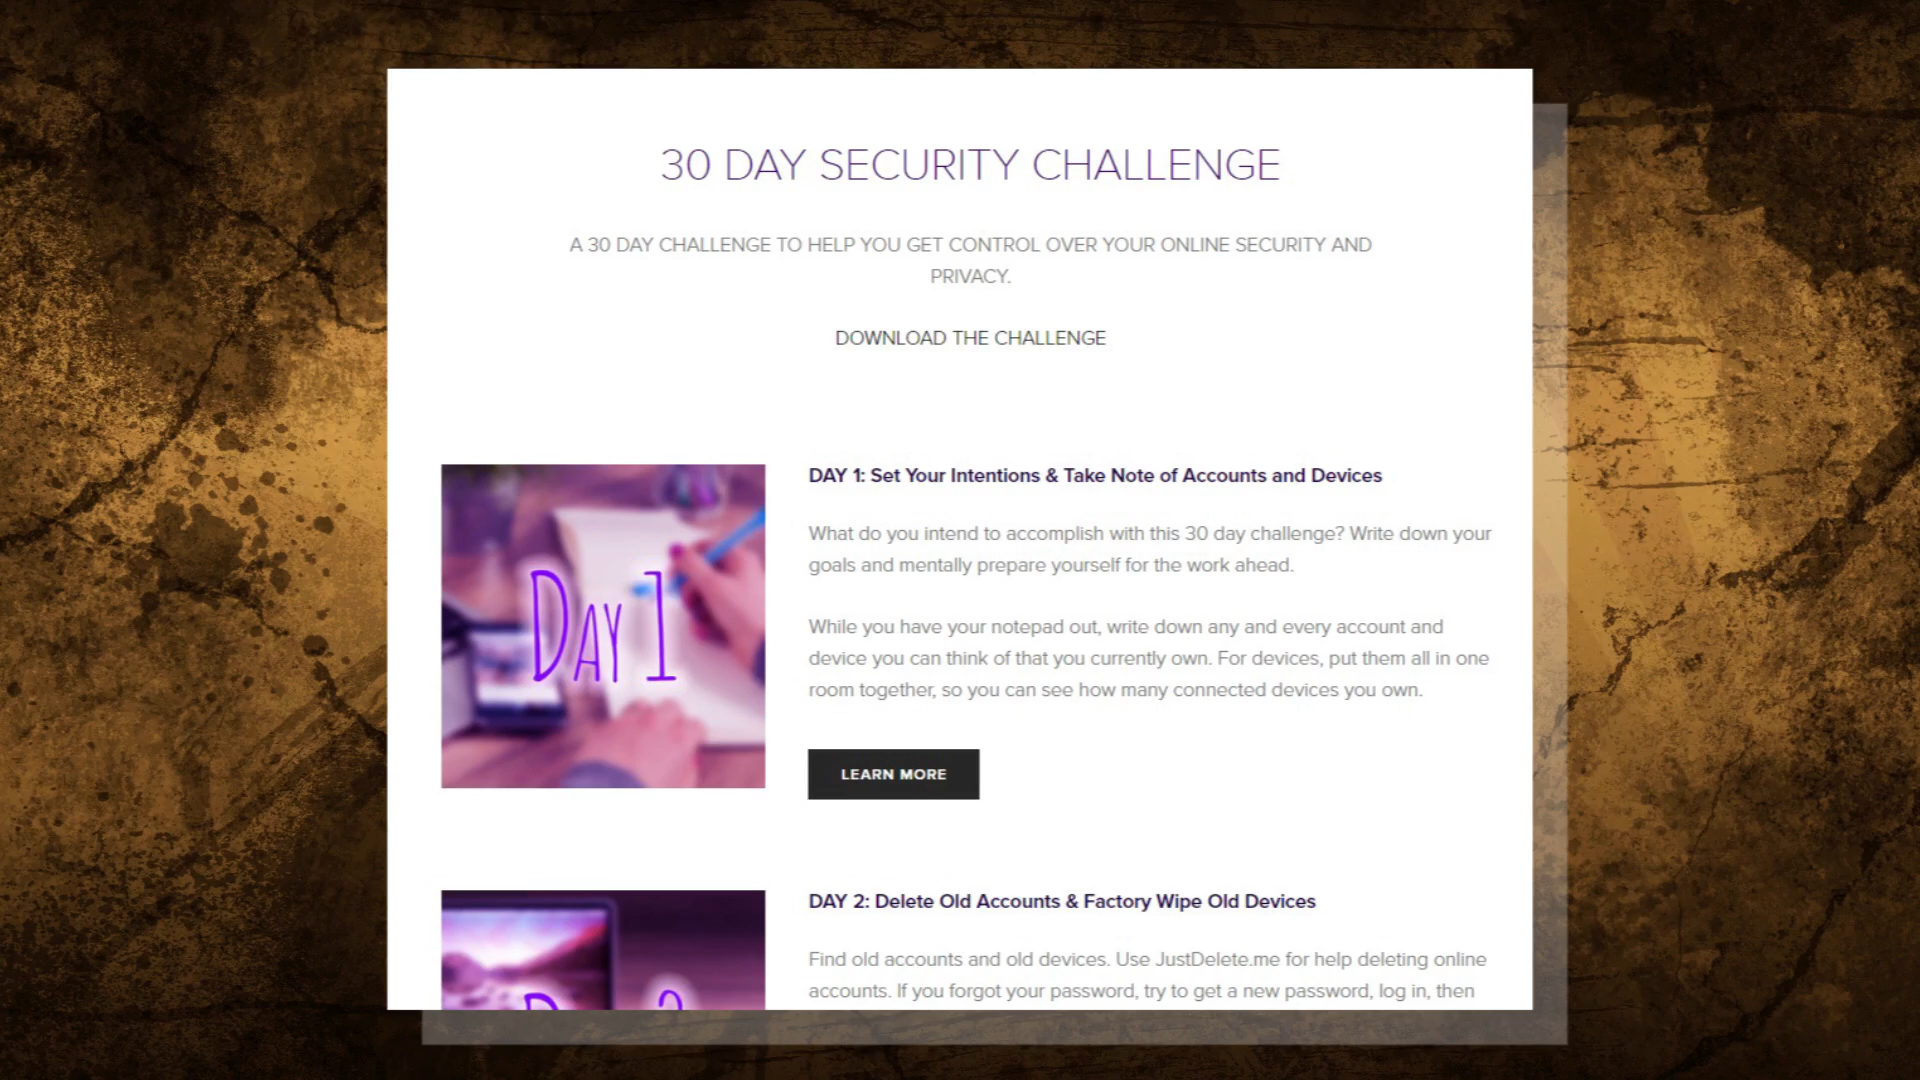 30 DAY SECURITY CHALLENGE
A 30 DAY CHALLENGE TO HELP YOU GET CONTROL OVER YOUR ONLINE SECURITY AND
PRIVACY.
DOWNLOAD THE CHALLENGE
DAY 1
DAY 1: Set Your Intentions & Take Note of Accounts and Devices
What do you intend to accomplish with this 30 day challenge? Write down your
goals and mentally prepare yourself for the work ahead.
While you have your notepad out, write down any and every account and
device you can think of that you currently own. For devices, put them all in one
room together, so you can see how many connected devices you own.
LEARN MORE
DAY 2: Delete Old Accounts & Factory Wipe Old Devices
Find old accounts and old devices. Use JustDelete.me for help deleting online
accounts. If you forgot your password, try to get a new password, log in, then